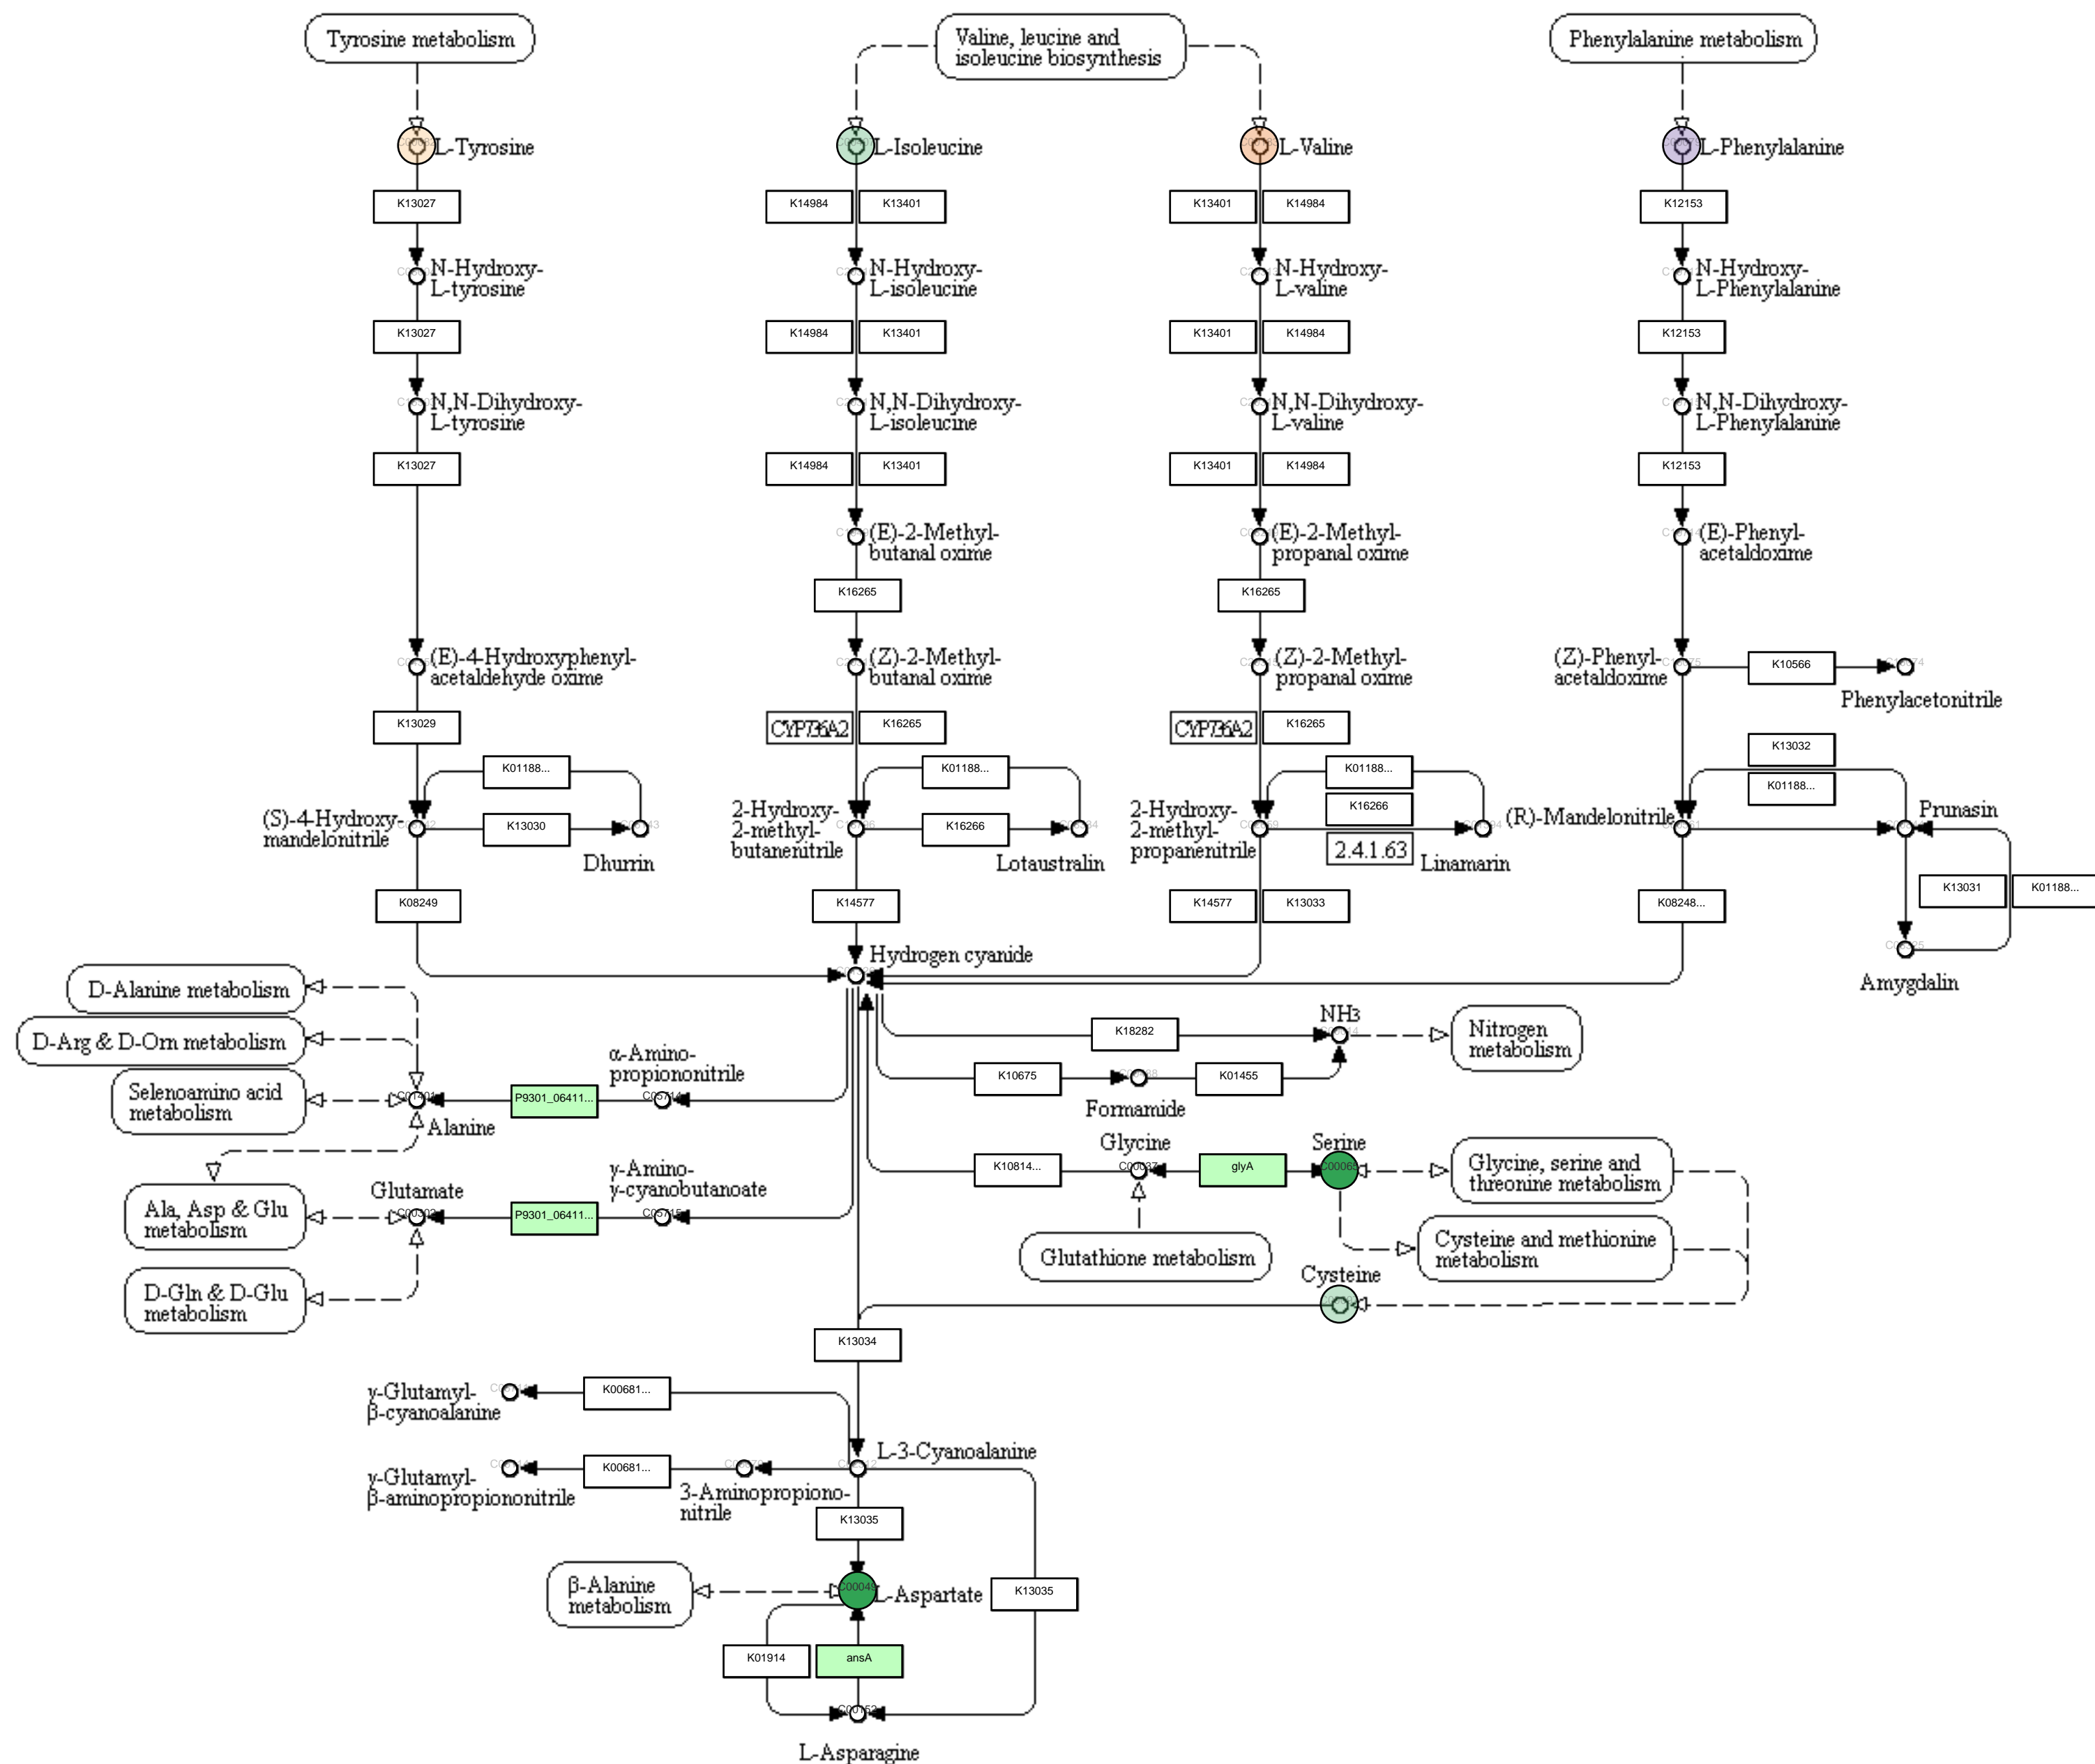 Tyrosine metabolism
Valine, leucine and
isoleucine biosynthesis
Phenylalanine metabolism
L-Tyrosine
L-Isoleucine
L-Valine
L-Phenylalanine
K13027
K14984
K13401
K13401
K14984
K12153
N-Hydroxy-
L-tyrosine
N-Hydroxy-
L-isoleucine
N-Hydroxy-
L-valine
N-Hydroxy-
L-Phenylalanine
K13027
K14984
K13401
K13401
K14984
K12153
N,N-Dihydroxy-
L-tyrosine
N,N-Dihydroxy-
L-isoleucine
N,N-Dihydroxy-
L-valine
N,N-Dihydroxy-
L-Phenylalanine
K13027
K14984
K13401
K13401
K14984
K12153
(E)-2-Methyl-
butanal oxime
(E)-2-Methyl-
propanal oxime
(E)-Phenyl-
acetaldoxime
K16265
K16265
(E)-4-Hydroxyphenyl-
acetaldehyde oxime
(Z)-2-Methyl-
butanal oxime
(Z)-2-Methyl-
propanal oxime
(Z)-Phenyl-
acetaldoxime
K10566
Phenylacetonitrile
K13029
CYP736A2
K16265
CYP736A2
K16265
K13032
K01188...
K01188...
K01188...
K01188...
K16266
(S)-4-Hydroxy-
mandelonitrile
K13030
Dhurrin
2-Hydroxy-
2-methyl-
butanenitrile
K16266
Lotaustralin
2-Hydroxy-
2-methyl-
propanenitrile
2.4.1.63
Linamarin
(R)-Mandelonitrile
Prunasin
K08249
K14577
K14577
K13033
K08248...
K13031
K01188...
Hydrogen cyanide
Amygdalin
D-Alanine metabolism
D-Arg & D-Orn metabolism
K18282
NH3
Nitrogen
metabolism
α-Amino-
propiononitrile
K10675
K01455
Formamide
Selenoamino acid
metabolism
C01401
P9301_06411...
C05714
Alanine
Glycine
Serine
K10814...
C00037
glyA
C00065
Glycine, serine and
threonine metabolism
γ-Amino-
γ-cyanobutanoate
Ala, Asp & Glu
metabolism
Glutamate
C00302
P9301_06411...
C05715
Glutathione metabolism
Cysteine and methionine
metabolism
D-Gln & D-Glu
metabolism
Cysteine
K13034
γ-Glutamyl-
β-cyanoalanine
K00681...
L-3-Cyanoalanine
γ-Glutamyl-
β-aminopropiononitrile
K00681...
3-Aminopropiono-
nitrile
K13035
β-Alanine
metabolism
C00049
L-Aspartate
K13035
K01914
ansA
C00152
L-Asparagine